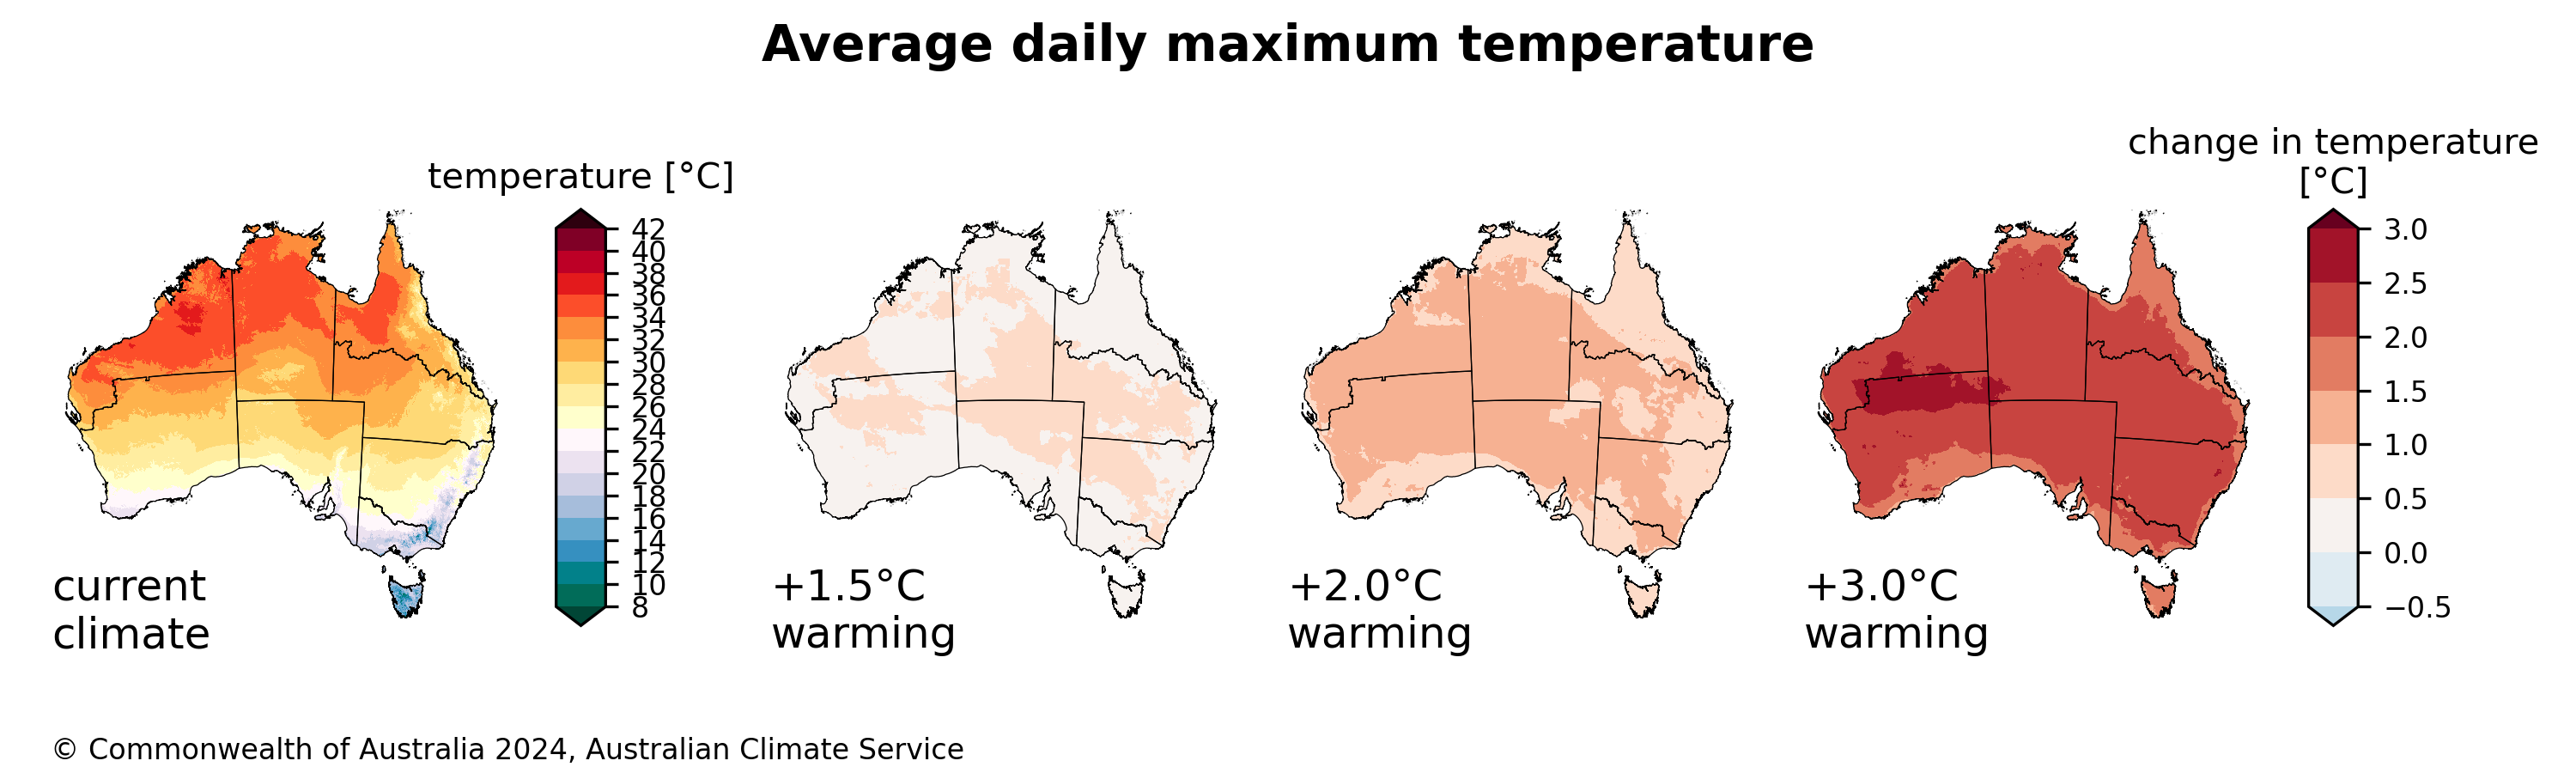 Average daily maximum temperature
temperature [°C]
42
40
38
36
34
32
30
28
26
24
22
20
18
16
14
12
10
8
current
climate
+1.5°C
warming
+2.0°C
warming
+3.0°C
warming
change in temperature
[°C]
3.0
2.5
2.0
1.5
1.0
0.5
0.0
−0.5
© Commonwealth of Australia 2024, Australian Climate Service